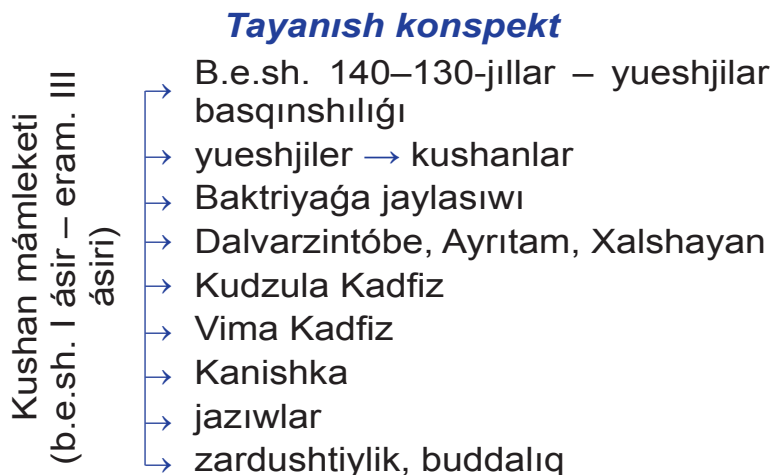 Tayanısh konspekt
Kushan mámleketi
(b.e.sh. I ásir – eram. III
ásiri)
B.e.sh. 140–130-jıllar – yueshjilar
basqınshılıǵı
yueshjiler → kushanlar
Baktriyaǵa jaylasıwı
Dalvarzintóbe, Ayrıtam, Xalshayan
Kudzula Kadfiz
Vima Kadfiz
Kanishka
jazıwlar
zardushtiylik, buddalıq